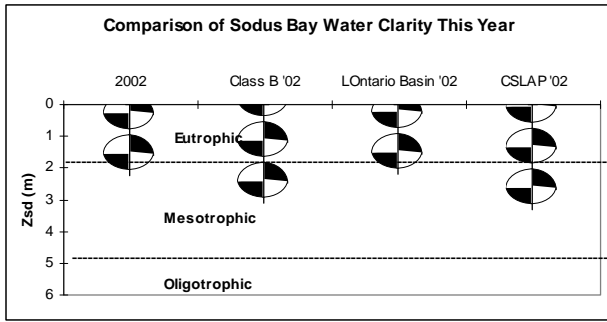 Comparison of Sodus Bay Water Clarity This Year
2002 Class B '02 LOntario Basin '02 CSLAP '02
0
Eutrophic
1
2
3
Mesotrophic
4
5
Oligotrophic
6
Zsd (m)